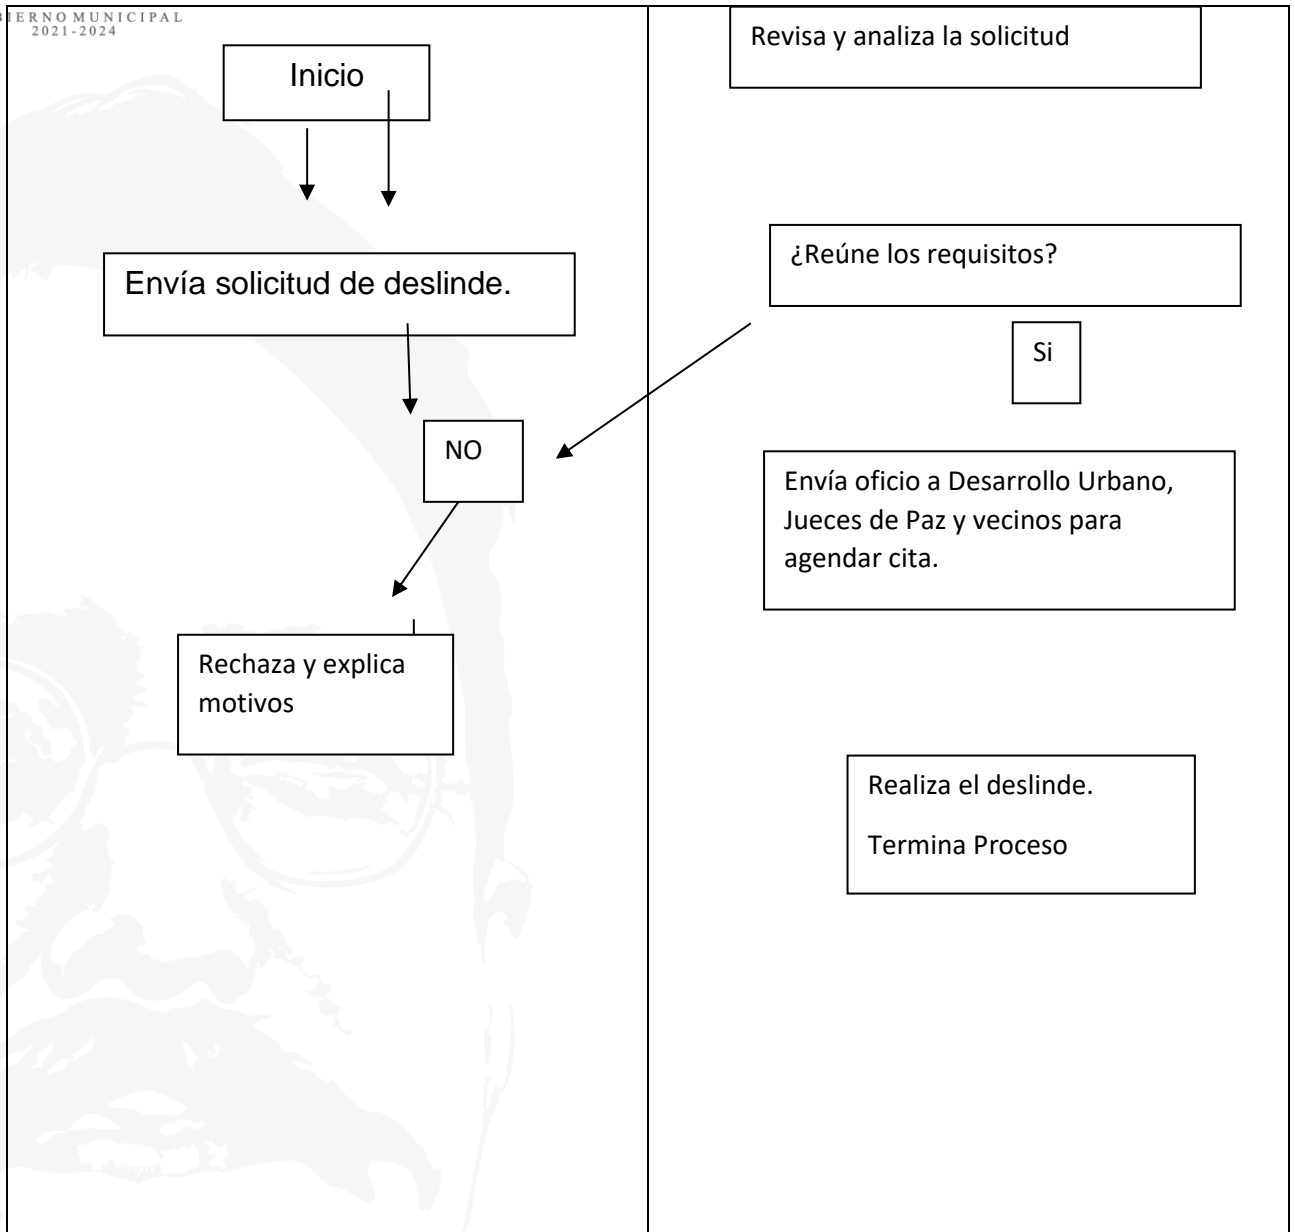 BIERNO MUNICIPAL
2021-2024
Inicio
Envía solicitud de deslinde.
NO
Rechaza y explica
motivos
Revisa y analiza la solicitud
¿Reúne los requisitos?
Si
Envía oficio a Desarrollo Urbano,
Jueces de Paz y vecinos para
agendar cita.
Realiza el deslinde.
Termina Proceso